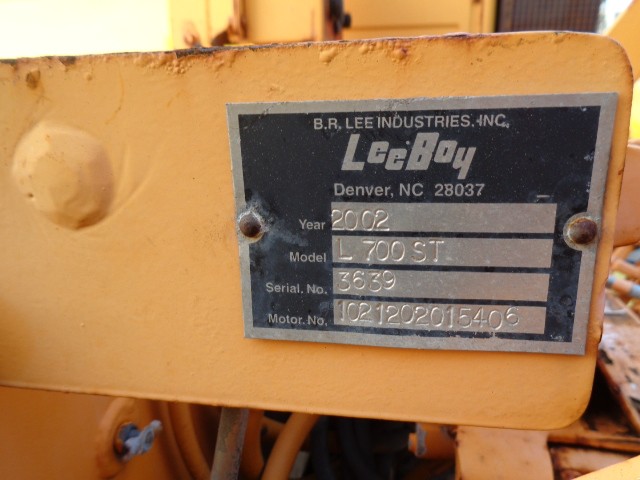 B.R. LEE INDUSTRIES, INC.
LeeBoy
Denver, NC 28037
Year 2002
Model L 700 ST
Serial. No. 3639
Motor. No. 1021202015406